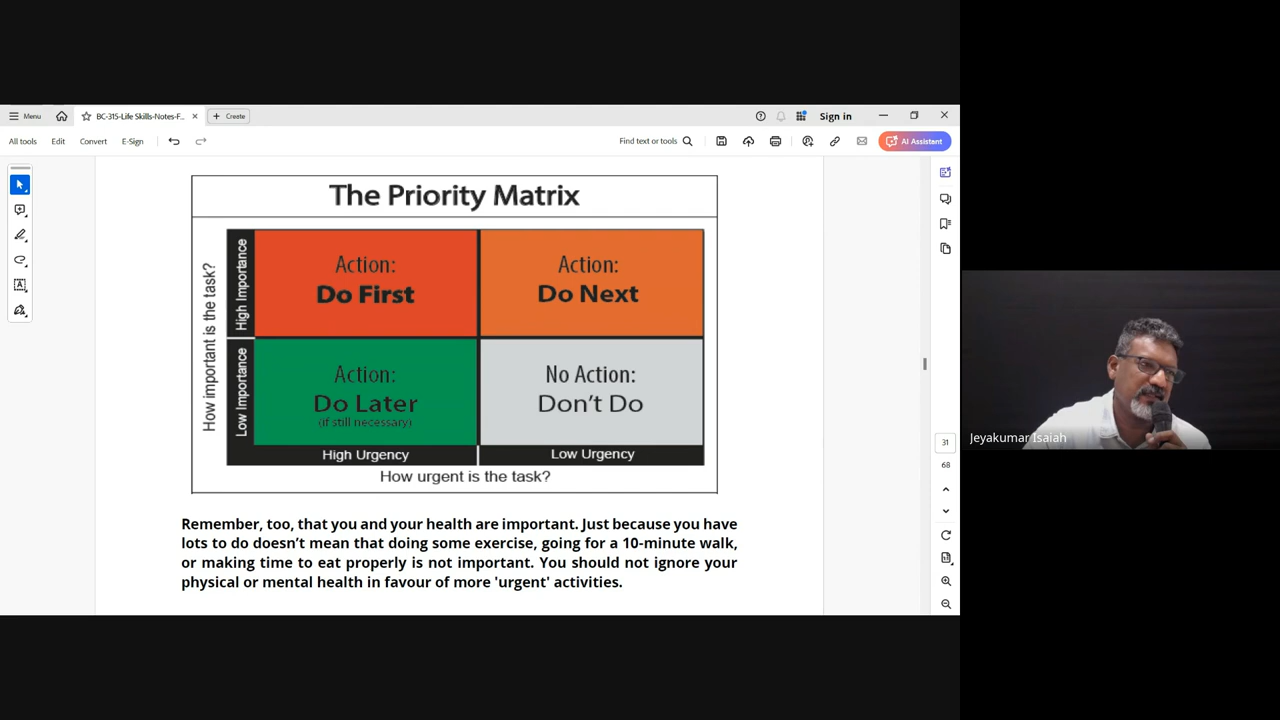 Menu
BC-315-Life Skills-Notes-F...
Create
Sign in
All tools
Edit
Convert
E-Sign
Find text or tools
AI Assistant
The Priority Matrix
How important is the task?
High Importance
Action:
Do First
Action:
Do Next
Low Importance
Action:
Do Later
(if still necessary)
No Action:
Don't Do
High Urgency
Low Urgency
How urgent is the task?
Remember, too, that you and your health are important. Just because you have
lots to do doesn't mean that doing some exercise, going for a 10-minute walk,
or making time to eat properly is not important. You should not ignore your
physical or mental health in favour of more 'urgent' activities.
31
68
Jeyakumar Isaiah